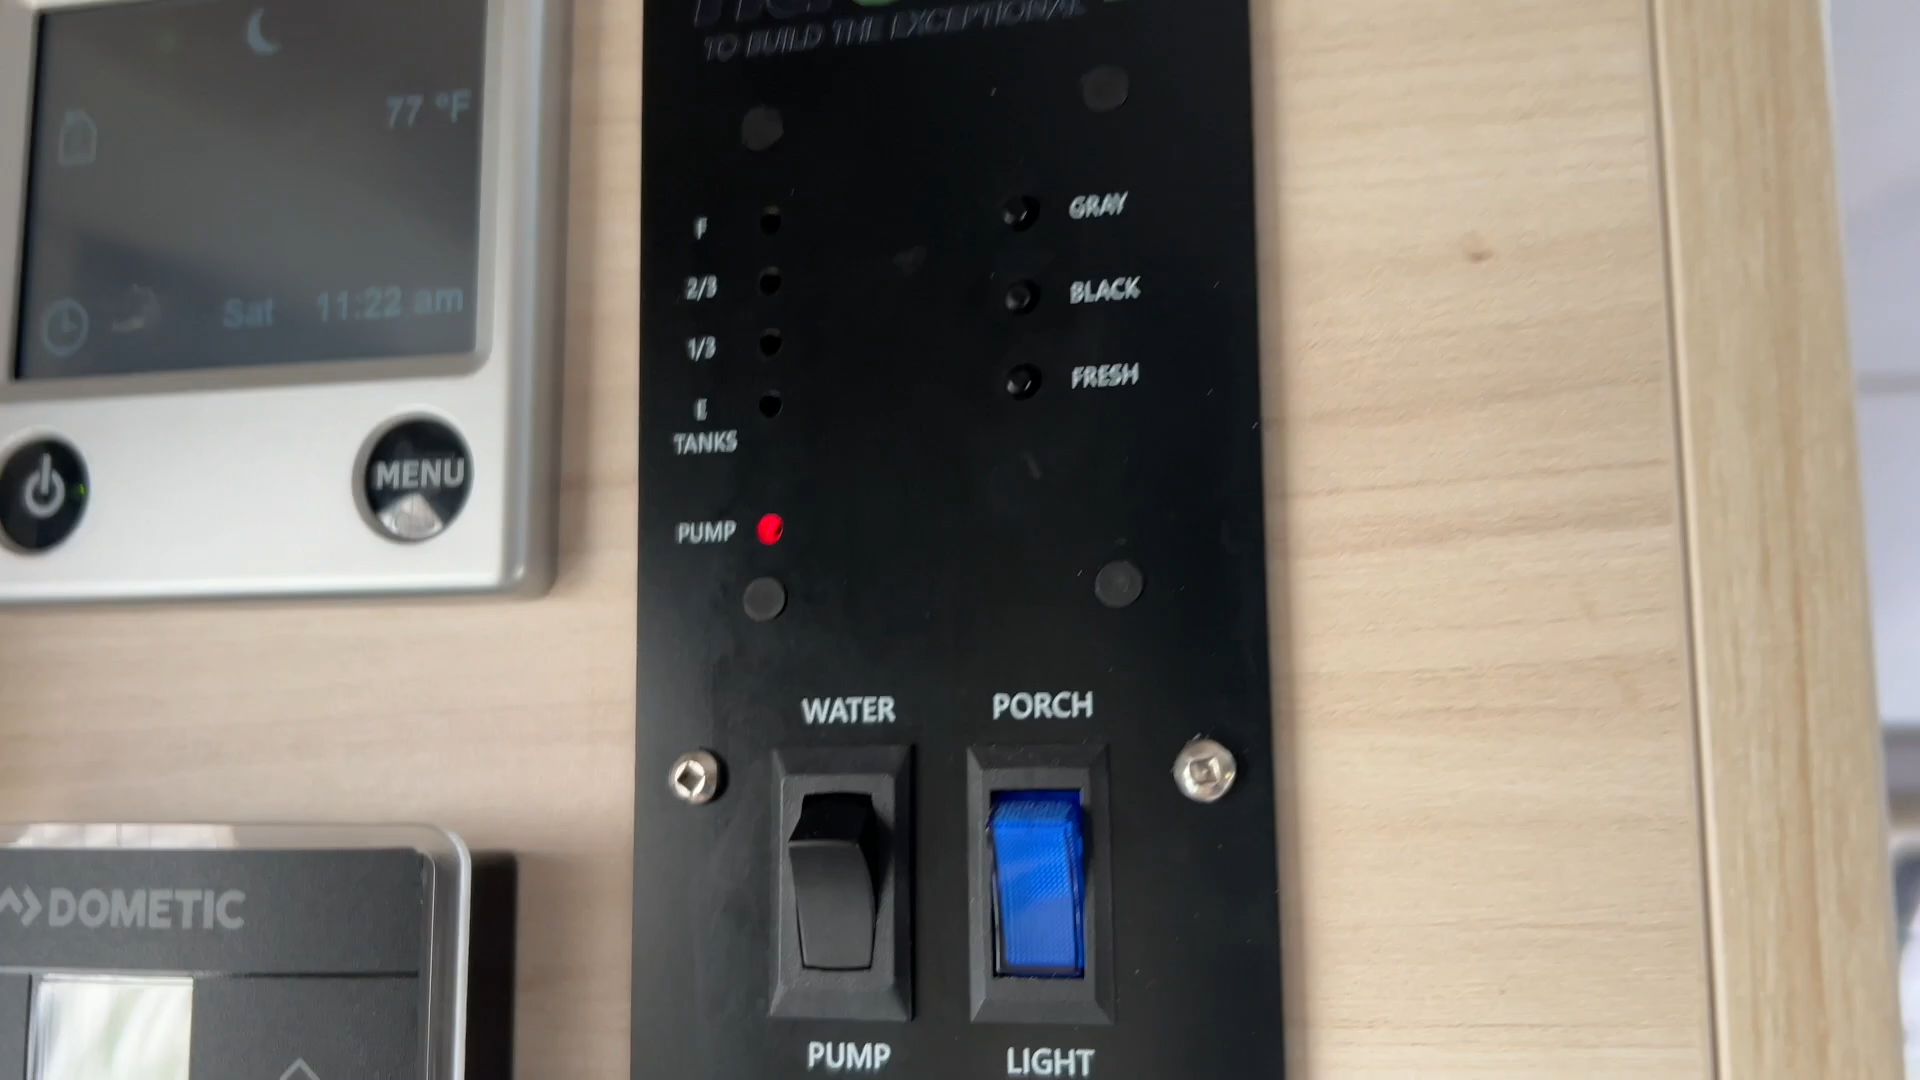 TO BUILD THE EXCEPTIONAL
77 °F
Sat 11:22 am
MENU
F
2/3
1/3
E
TANKS
PUMP
GRAY
BLACK
FRESH
WATER
PUMP
PORCH
LIGHT
DOMETIC